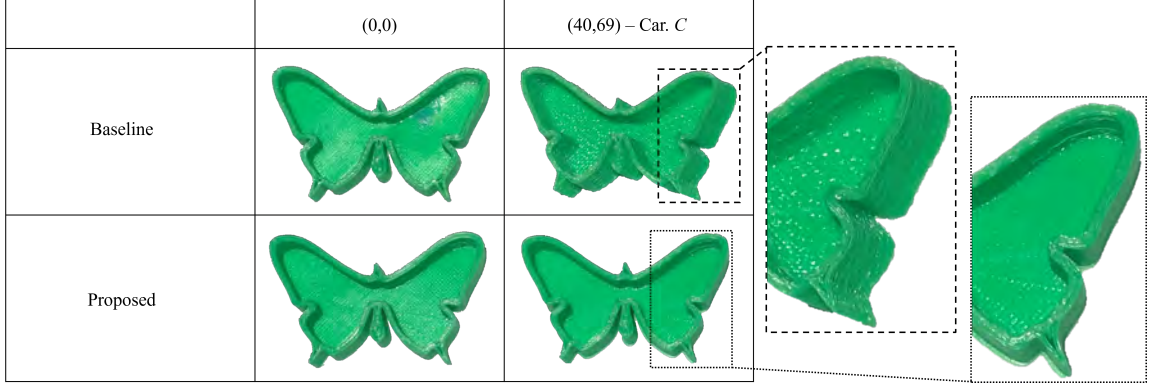 (0,0)
(40,69) – Car. C
Baseline
Proposed